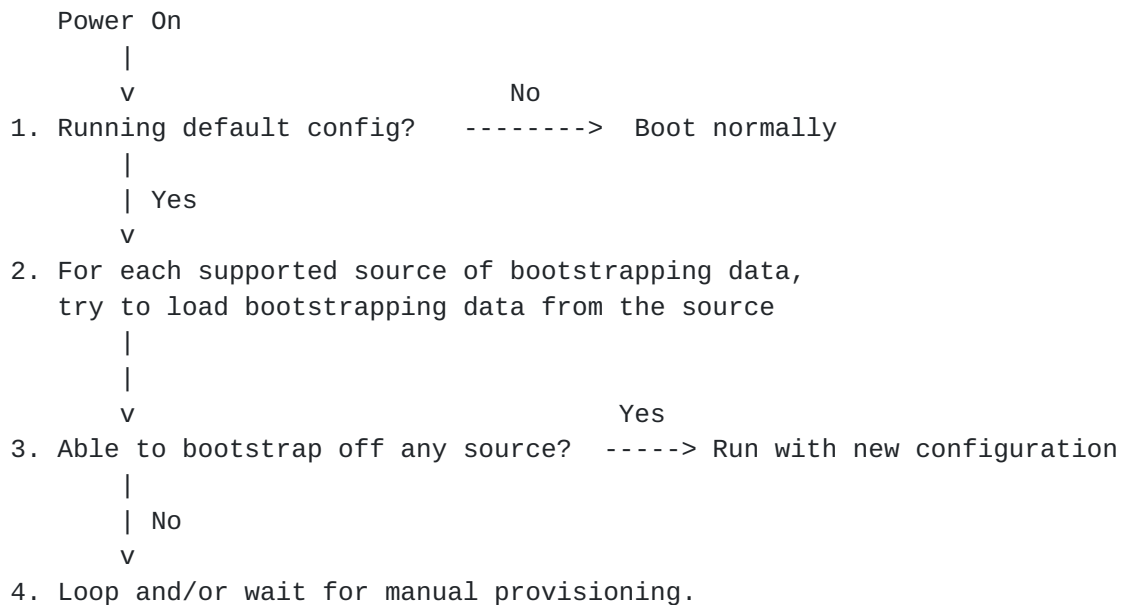 Power On
|
v                        No
1. Running default config?   -------->  Boot normally
|
| Yes
v
2. For each supported source of bootstrapping data,
try to load bootstrapping data from the source
|
|
v                               Yes
3. Able to bootstrap off any source?  -----> Run with new configuration
|
| No
v
4. Loop and/or wait for manual provisioning.